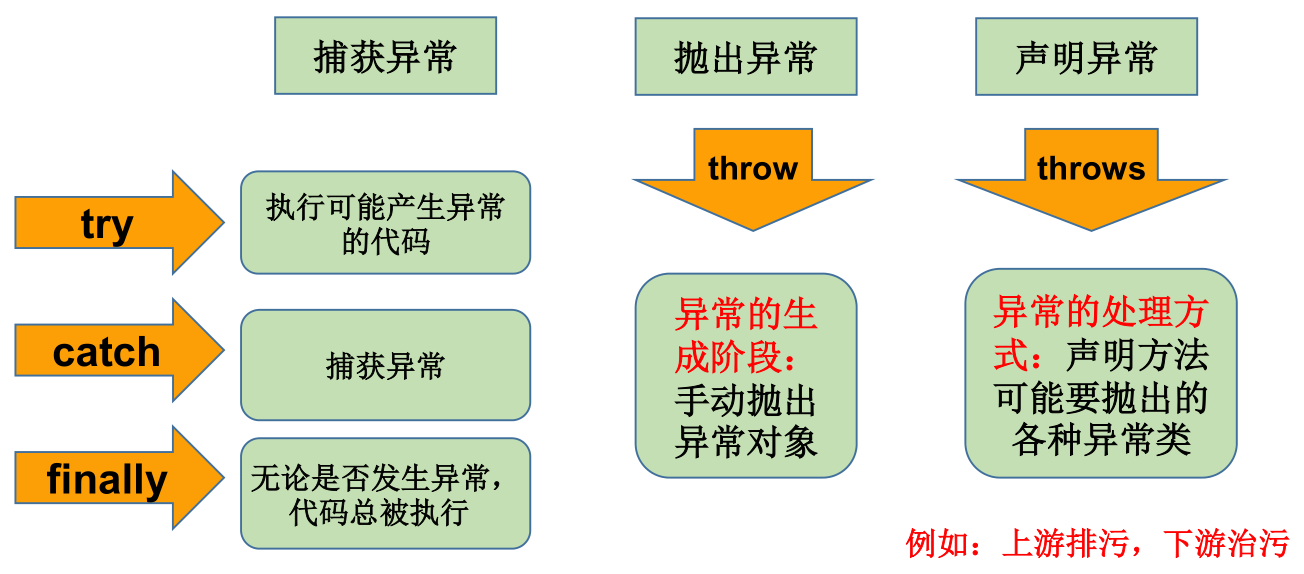 捕获异常
抛出异常
声明异常
throw
throws
try
执行可能产生异常
的代码
catch
捕获异常
finally
无论是否发生异常，
代码总被执行
异常的生
成阶段：
手动抛出
异常对象
异常的处理方
式：声明方法
可能要抛出的
各种异常类
例如：上游排污，下游治污